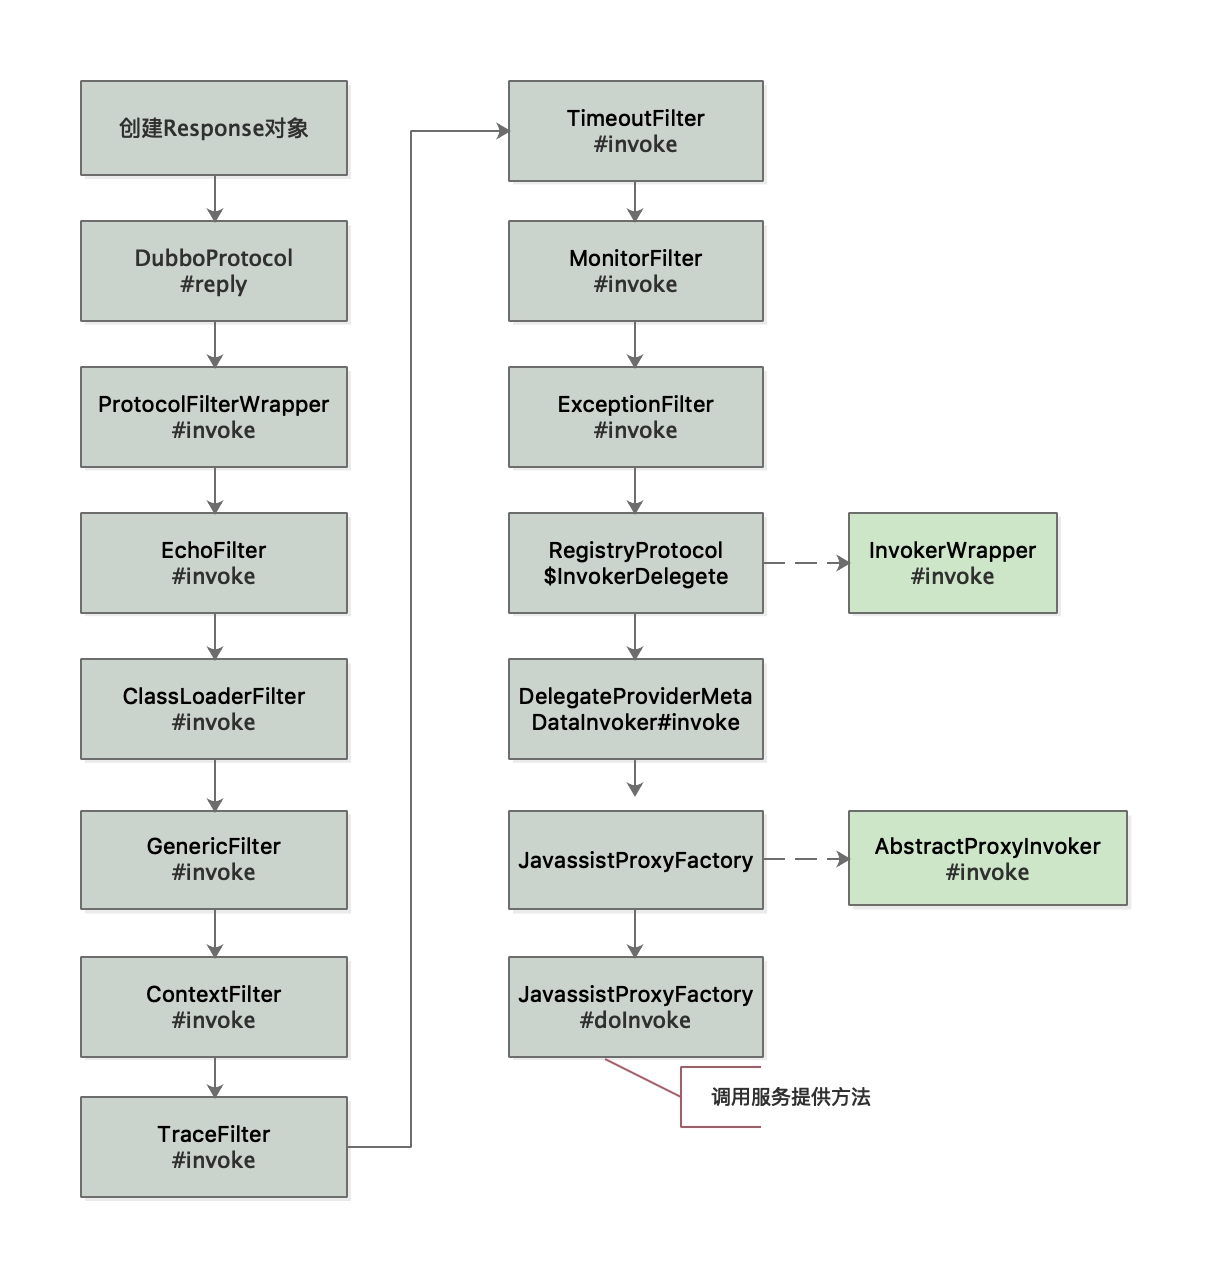 创建Response对象
DubboProtocol
#reply
ProtocolFilterWrapper
#invoke
EchoFilter
#invoke
ClassLoaderFilter
#invoke
GenericFilter
#invoke
ContextFilter
#invoke
TraceFilter
#invoke
TimeoutFilter
#invoke
MonitorFilter
#invoke
ExceptionFilter
#invoke
RegistryProtocol
$InvokerDelegete
InvokerWrapper
#invoke
DelegateProviderMeta
DataInvoker#invoke
JavassistProxyFactory
AbstractProxyInvoker
#invoke
JavassistProxyFactory
#doInvoke
调用服务提供方法